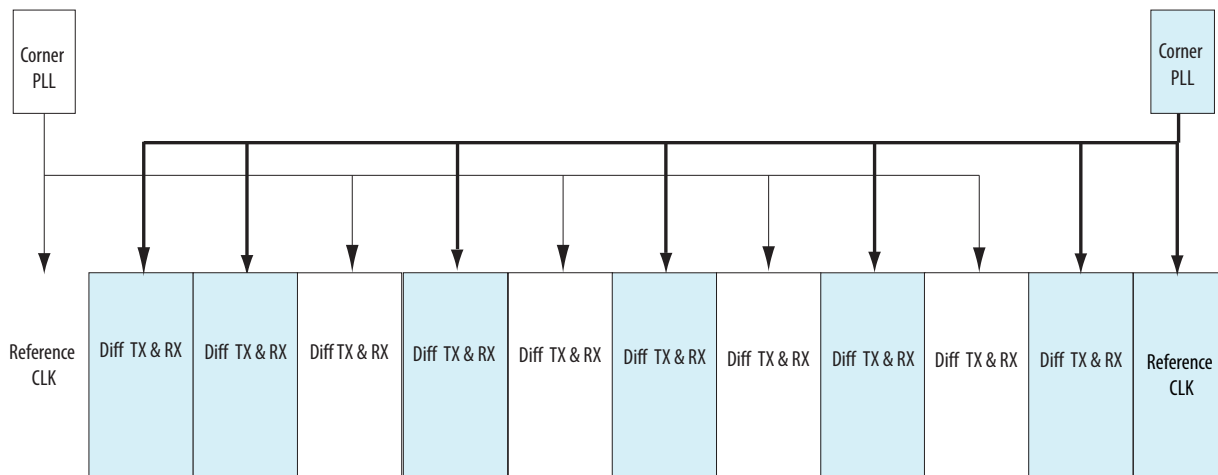 Corner
PLL
Corner
PLL
Reference
CLK
Diff TX & RX
Diff TX & RX
Diff TX & RX
Diff TX & RX
Diff TX & RX
Diff TX & RX
Diff TX & RX
Diff TX & RX
Diff TX & RX
Diff TX & RX
Reference
CLK